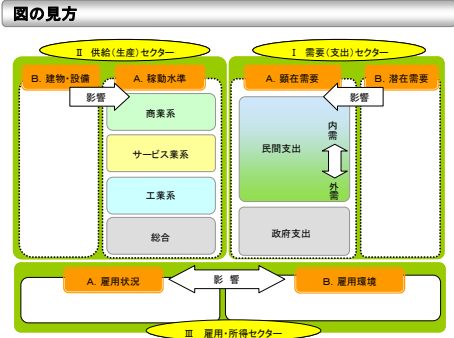 図の見方
Ⅱ 供給(生産)セクター
Ⅰ 需要(支出)セクター
B. 建物・設備
A. 稼動水準
A. 顕在需要
B. 潜在需要
影響
影響
商業系
サービス業系
工業系
総合
民間支出
内需
外需
政府支出
A. 雇用状況
影 響
B. 雇用環境
Ⅲ 雇用・所得セクター